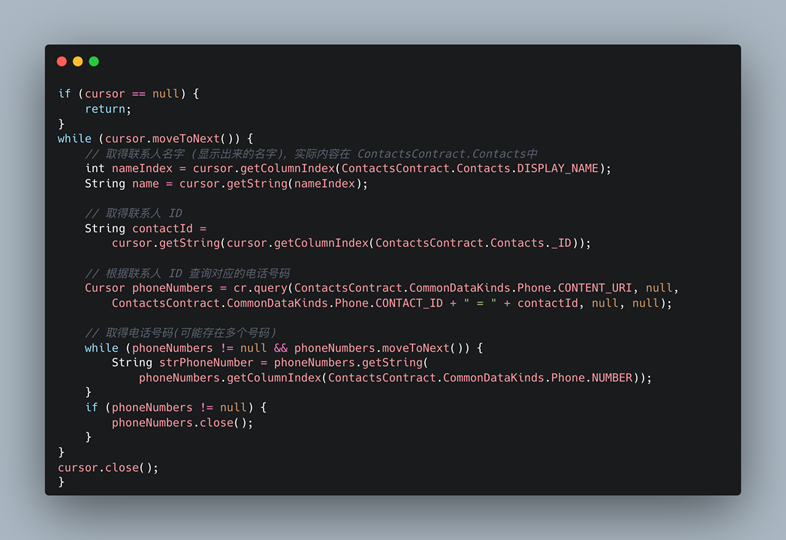 if (cursor == null) {
    return;
}
while (cursor.moveToNext()) {
    // 取得联系人名字 (显示出来的名字), 实际内容在 ContactsContract.Contacts中
    int nameIndex = cursor.getColumnIndex(ContactsContract.Contacts.DISPLAY_NAME);
    String name = cursor.getString(nameIndex);

    // 取得联系人 ID
    String contactId =
        cursor.getString(cursor.getColumnIndex(ContactsContract.Contacts._ID));

    // 根据联系人 ID 查询对应的电话号码
    Cursor phoneNumbers = cr.query(ContactsContract.CommonDataKinds.Phone.CONTENT_URI, null,
        ContactsContract.CommonDataKinds.Phone.CONTACT_ID + " = " + contactId, null, null);

    // 取得电话号码(可能存在多个号码)
    while (phoneNumbers != null && phoneNumbers.moveToNext()) {
        String strPhoneNumber = phoneNumbers.getString(
            phoneNumbers.getColumnIndex(ContactsContract.CommonDataKinds.Phone.NUMBER));
    }
    if (phoneNumbers != null) {
        phoneNumbers.close();
    }
}
cursor.close();
}